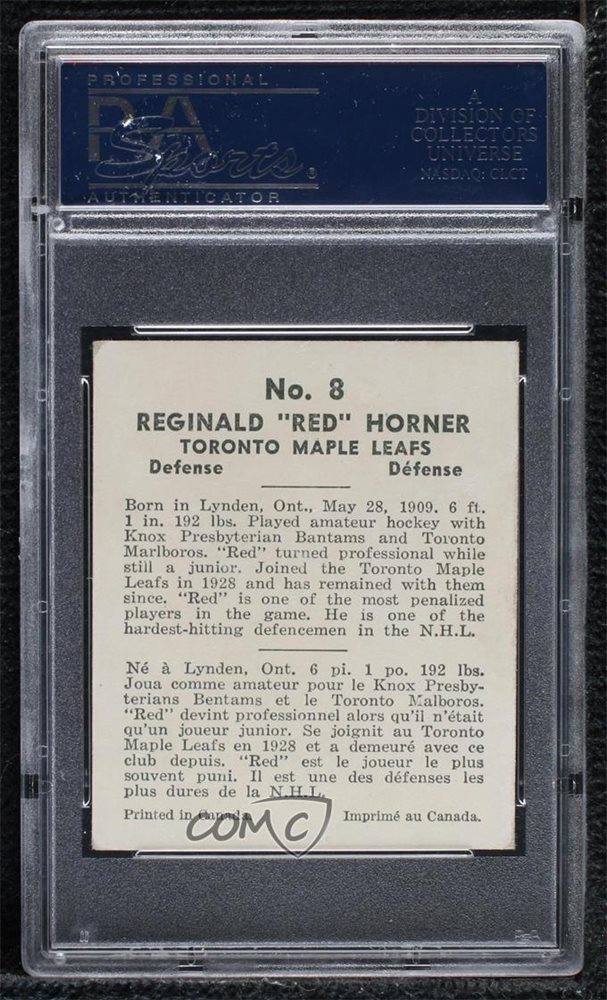 PROFESSIONAL
PSA
Sports ®
AUTHENTICATOR
A
DIVISION OF
COLLECTORS
UNIVERSE
NASDAQ: CLCT
No. 8
REGINALD "RED" HORNER
TORONTO MAPLE LEAFS
Defense Défense
Born in Lynden, Ont., May 28, 1909. 6 ft.
1 in. 192 lbs. Played amateur hockey with
Knox Presbyterian Bantams and Toronto
Marlboros. "Red" turned professional while
still a junior. Joined the Toronto Maple
Leafs in 1928 and has remained with them
since. "Red" is one of the most penalized
players in the game. He is one of the
hardest-hitting defencemen in the N.H.L.
Né à Lynden, Ont. 6 pi. 1 po. 192 lbs.
Joua comme amateur pour le Knox Presby-
terians Bentams et le Toronto Malboros.
"Red" devint professionnel alors qu'il n'était
qu'un joueur junior. Se joignit au Toronto
Maple Leafs en 1928 et a demeuré avec ce
club depuis. "Red" est le joueur le plus
souvent puni. Il est une des défenses les
plus dures de la N.H.L.
Printed in Canada. Imprimé au Canada.
COMC